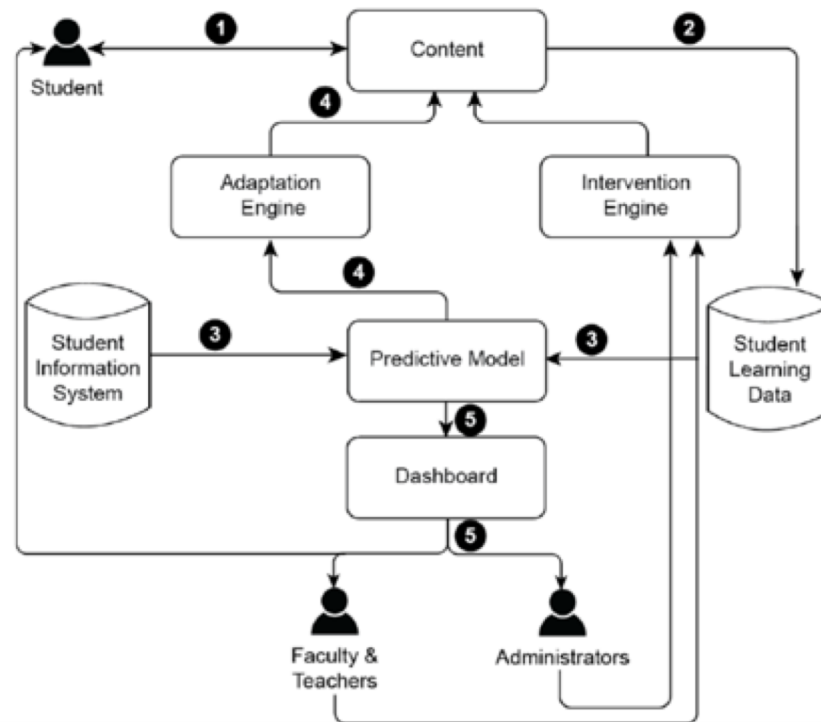 1
Content
2
Student
4
Adaptation
Engine
Intervention
Engine
4
Student
Information
System
3
Predictive Model
3
Student
Learning
Data
5
Dashboard
5
Faculty &
Teachers
Administrators